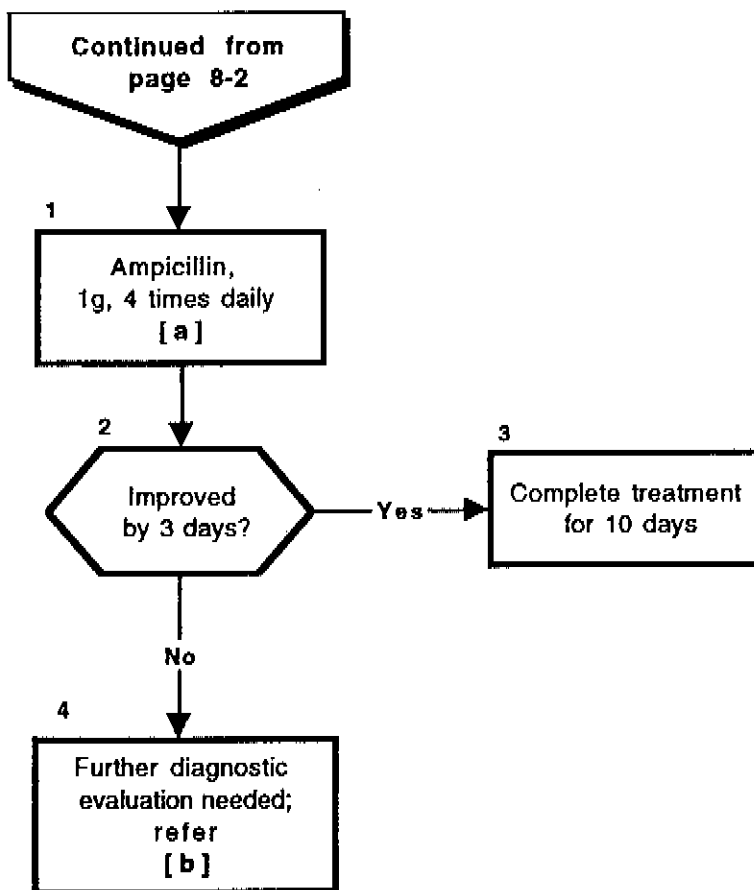 Continued from
page 8-2
1
Ampicillin,
1g, 4 times daily
[a]
2
Improved
by 3 days?
Yes
3
Complete treatment
for 10 days
No
4
Further diagnostic
evaluation needed;
refer
[b]